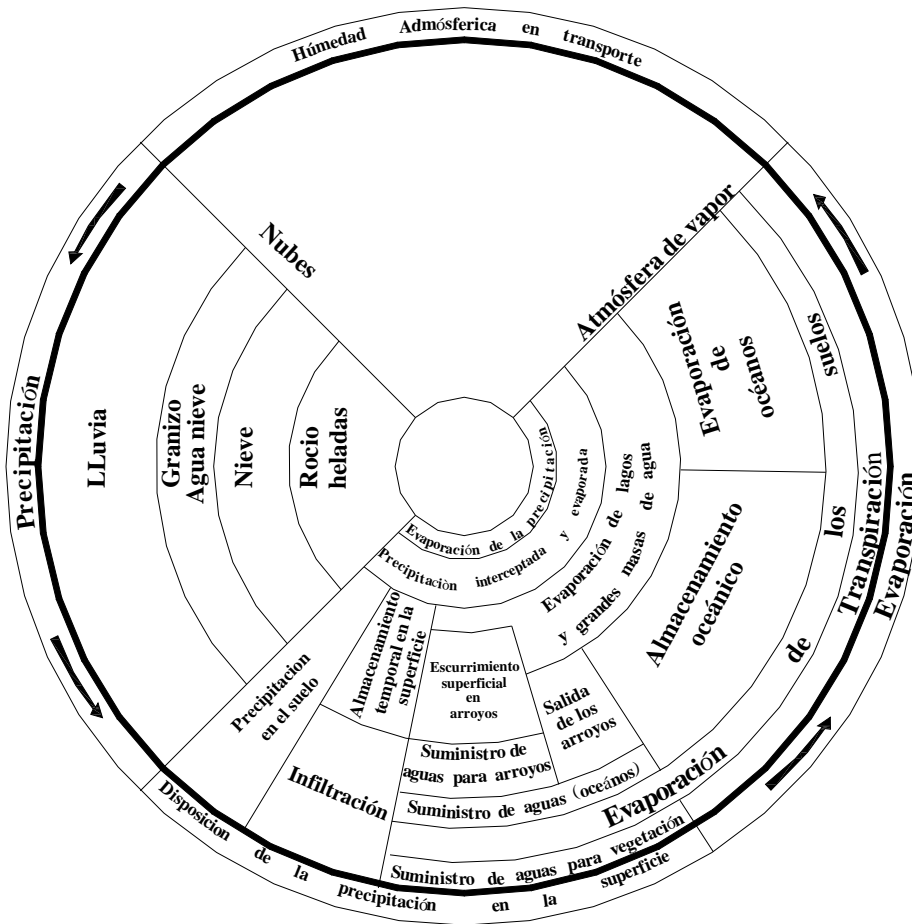 Húmedad Admósferica en transporte
Nubes
Atmósfera de vapor
Precipitación
LLuvia
Granizo
Agua nieve
Nieve
Rocio
heladas
Evaporación
de
océanos
suelos
Evaporación de la precipitación
Precipitaciòn interceptada y evaporada
Evaporación de lagos
y grandes masas de agua
Almacenamiento
oceánico
Transpiración
Evaporación
Evaporación de los
Precipitacion
en el suelo
Almacenamiento
temporal en la
superficie
Escurrimiento
superficial
en
arroyos
Salida
de los
arroyos
Infiltración
Suministro de
aguas para arroyos
Suministro de aguas (oceános)
Suministro de aguas para vegetación
Disposicion de la precipitación en la superficie